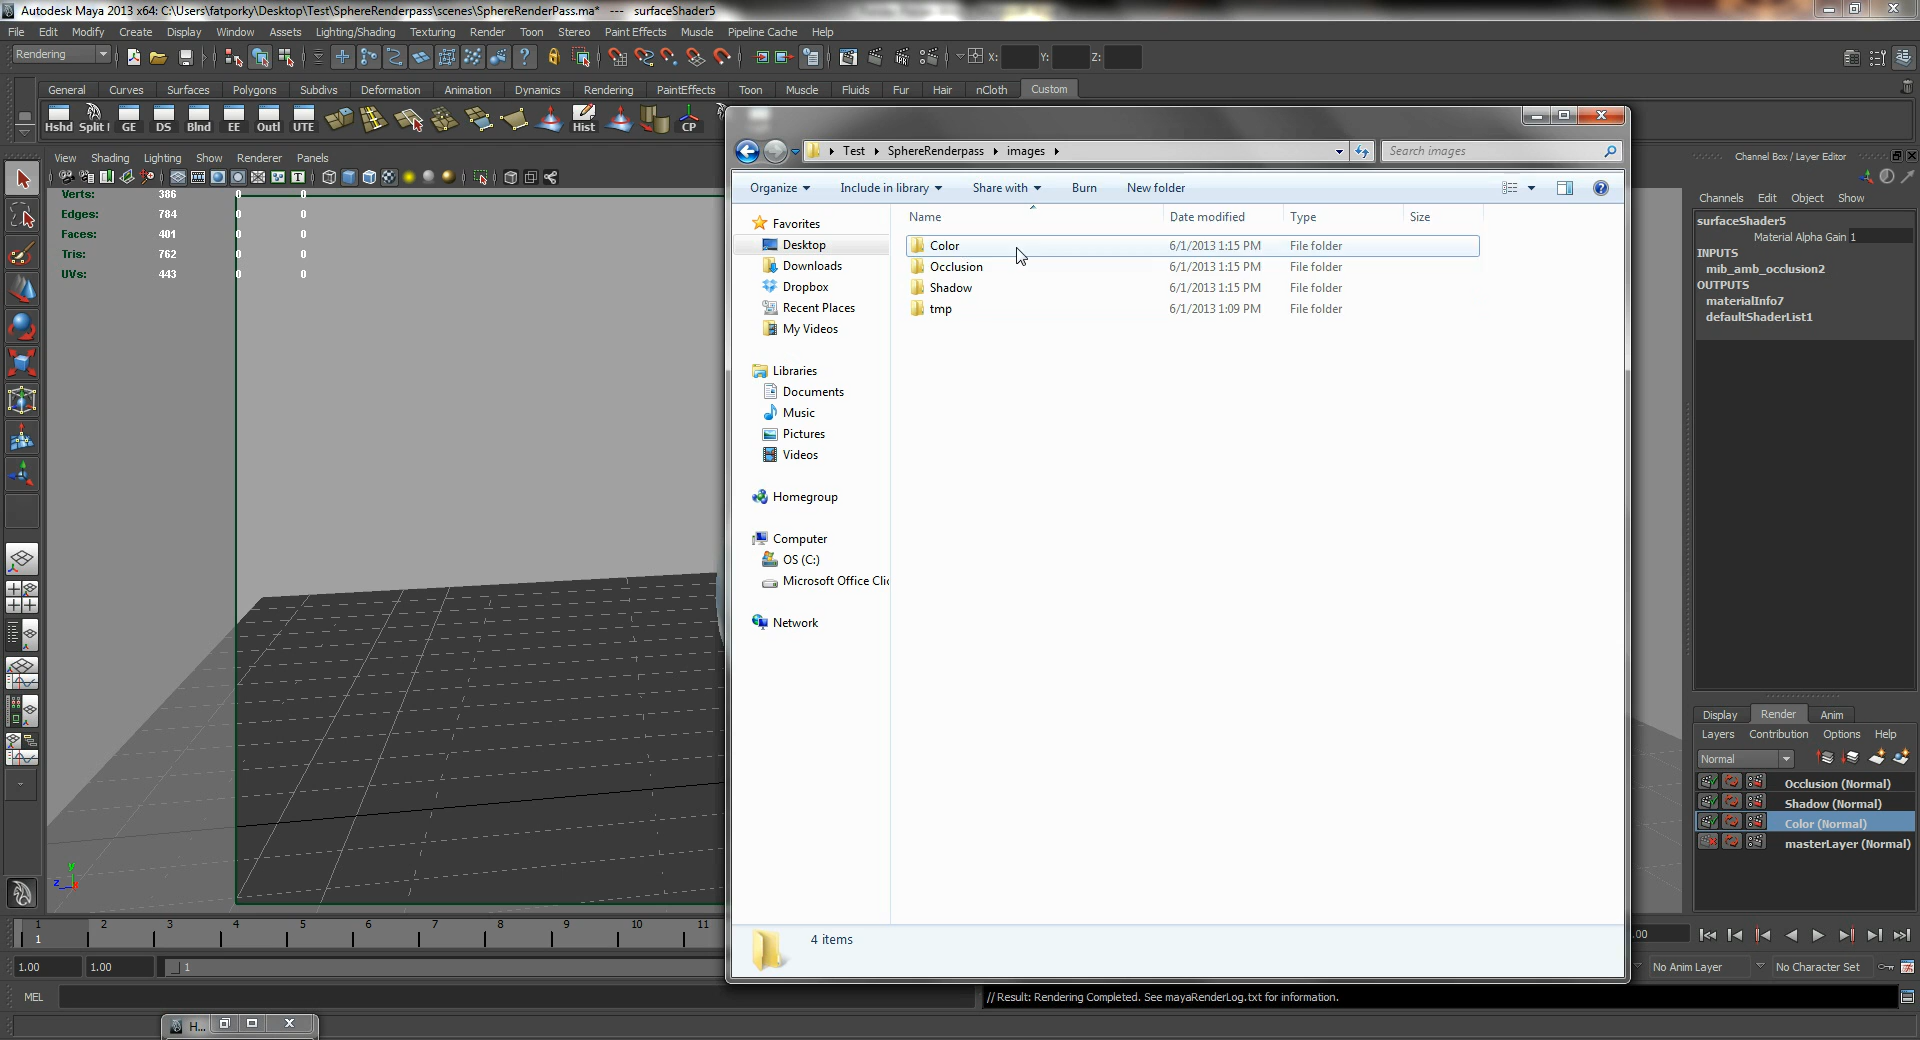 Autodesk Maya 2013 x64: C:\Users\fatporky\Desktop\Test\SphereRenderpass\scenes\SphereRenderPass.ma* --- surfaceShader5
File Edit Modify Create Display Window Assets Lighting/Shading Texturing Render Toon Stereo Paint Effects Muscle Pipeline Cache Help
Rendering X: Y: Z:
General Curves Surfaces Polygons Subdivs Deformation Animation Dynamics Rendering PaintEffects Toon Muscle Fluids Fur Hair nCloth Custom
Hshd Split GE DS Blnd EE Outl UTE Hist CP
View Shading Lighting Show Renderer Panels
Verts: 386 0 0
Edges: 784 0 0
Faces: 401 0 0
Tris: 762 0 0
UVs: 443 0 0
Test SphereRenderpass images
Search images
Organize Include in library Share with Burn New folder
Name Date modified Type Size
Color 6/1/2013 1:15 PM File folder
Occlusion 6/1/2013 1:15 PM File folder
Shadow 6/1/2013 1:15 PM File folder
tmp 6/1/2013 1:09 PM File folder
Favorites
Desktop
Downloads
Dropbox
Recent Places
My Videos
Libraries
Documents
Music
Pictures
Videos
Homegroup
Computer
OS (C:)
Microsoft Office Clic
Network
4 items
Channel Box / Layer Editor
Channels Edit Object Show
surfaceShader5
Material Alpha Gain 1
INPUTS
mib_amb_occlusion2
OUTPUTS
materialInfo7
defaultShaderList1
Display Render Anim
Layers Contribution Options Help
Normal
Occlusion (Normal)
Shadow (Normal)
Color (Normal)
masterLayer (Normal)
y
z x
1 2 3 4 5 6 7 8 9 10 11
1
.00
1.00 1.00 1
No Anim Layer No Character Set
MEL
// Result: Rendering Completed. See mayaRenderLog.txt for information.
H...